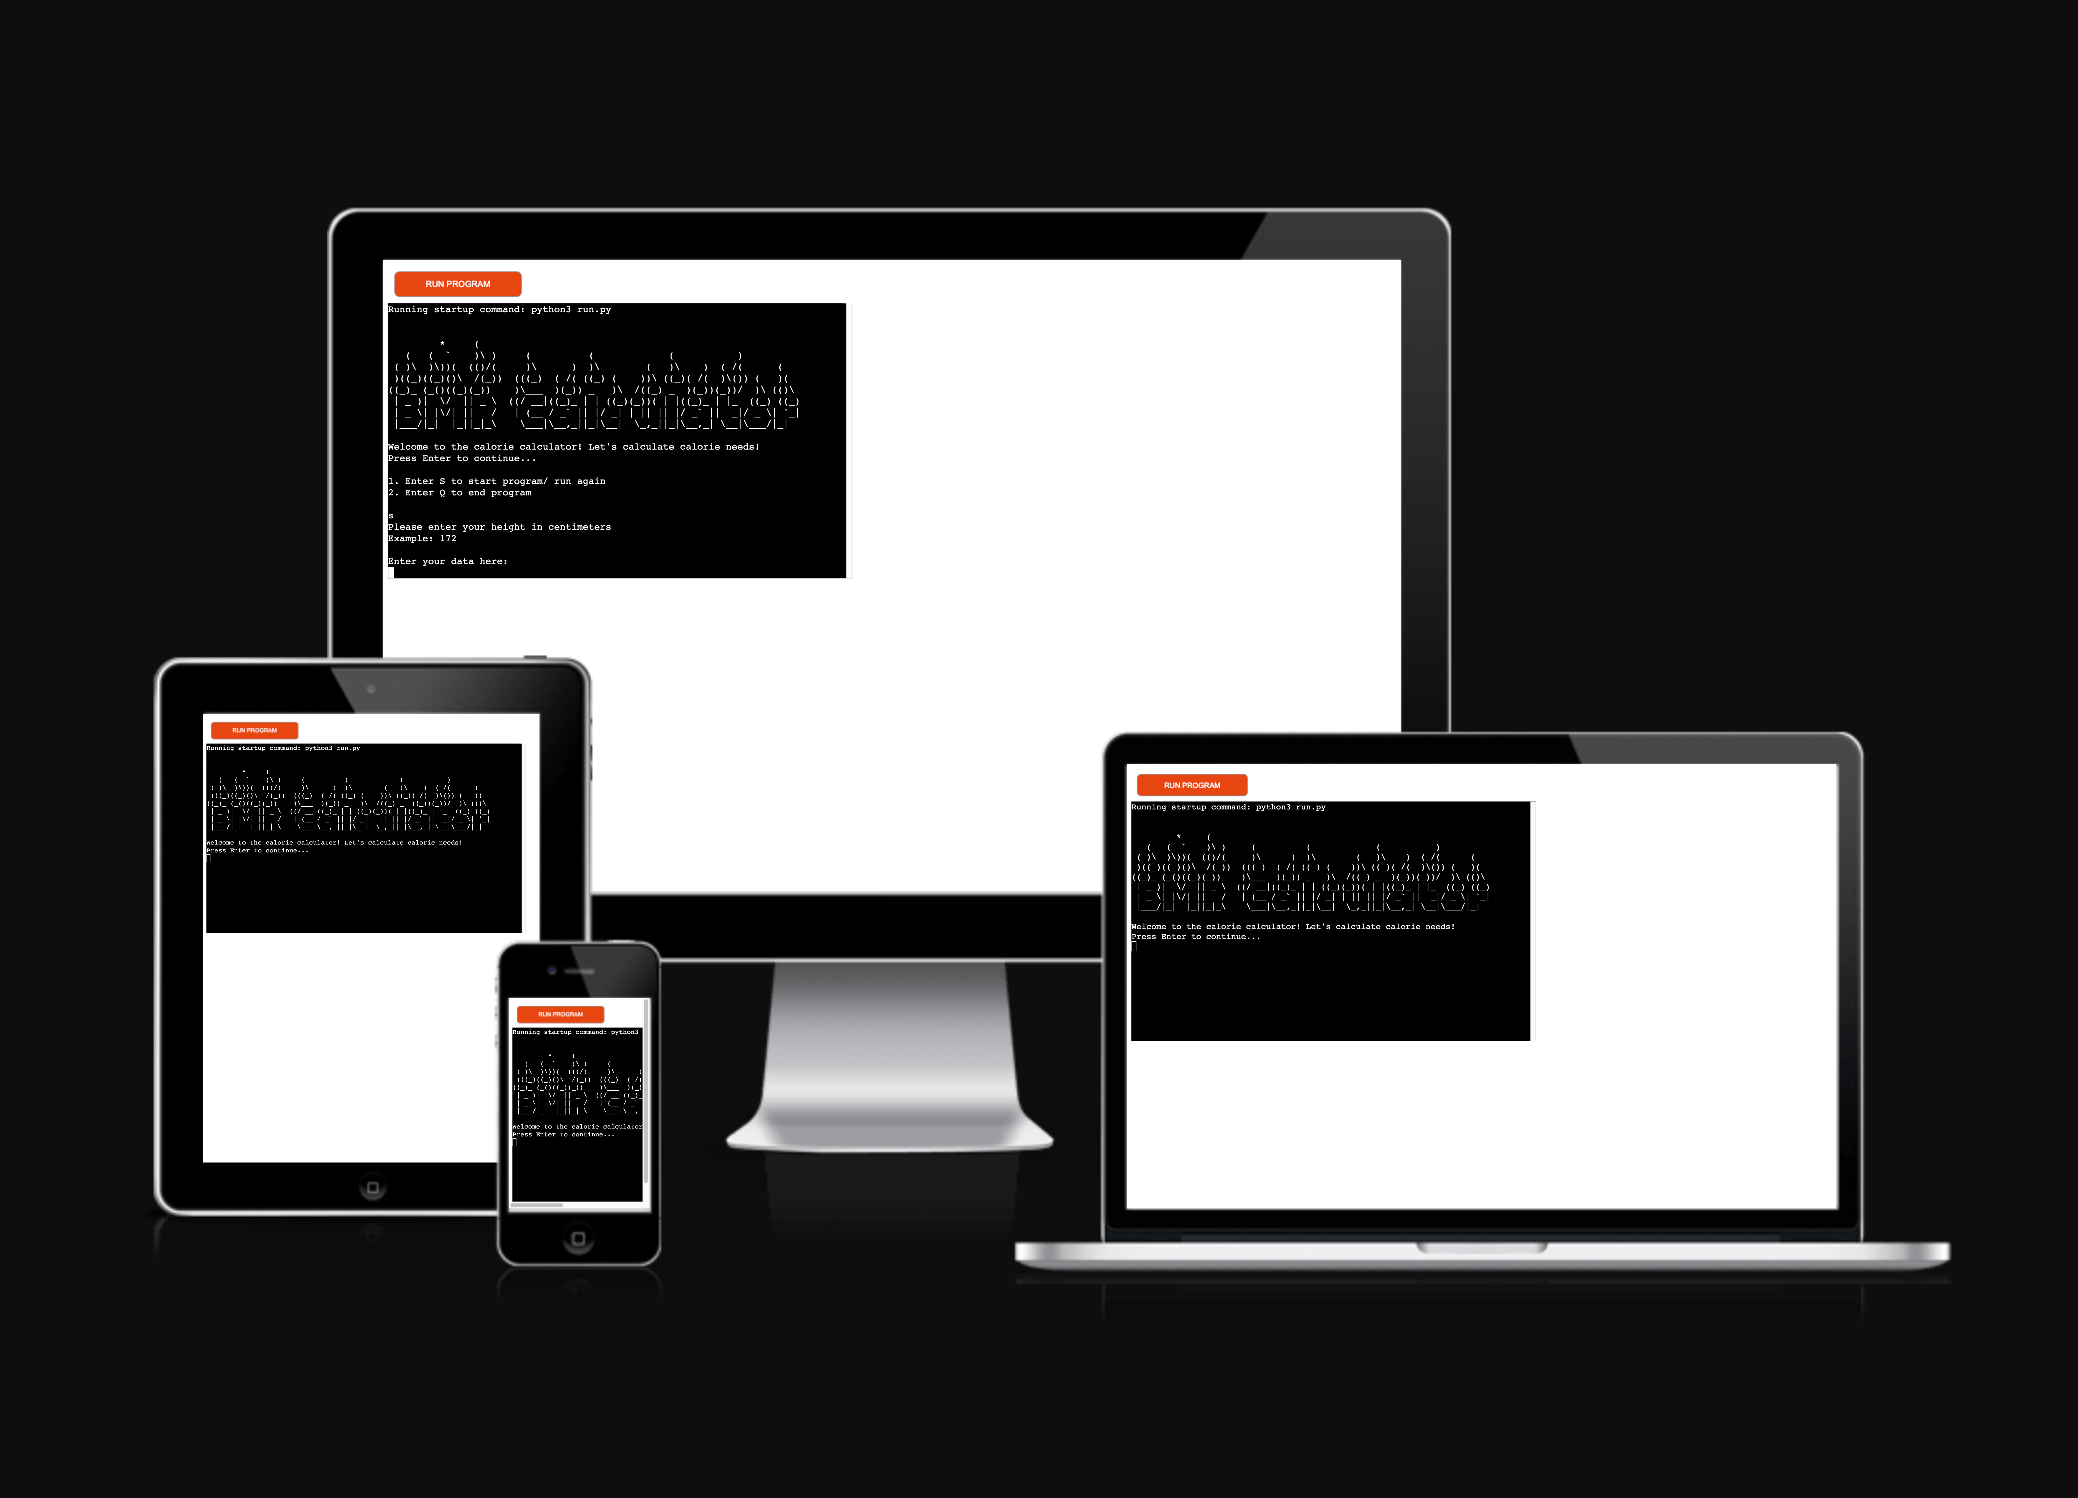 RUN PROGRAM
Running startup command: python3 run.py
BMR Calculator
Welcome to the calorie calculator! Let's calculate calorie needs!
Press Enter to continue...
1. Enter S to start program/ run again
2. Enter Q to end program
s
Please enter your height in centimeters
Example: 172
Enter your data here:
RUN PROGRAM
Running startup command: python3 run.py
BMR Calculator
Welcome to the calorie calculator! Let's calculate calorie needs!
Press Enter to continue...
RUN PROGRAM
Running startup command: python3
BMR Ca
Welcome to the calorie calculator
Press Enter to continue...
RUN PROGRAM
Running startup command: python3 run.py
BMR Calculator
Welcome to the calorie calculator! Let's calculate calorie needs!
Press Enter to continue...